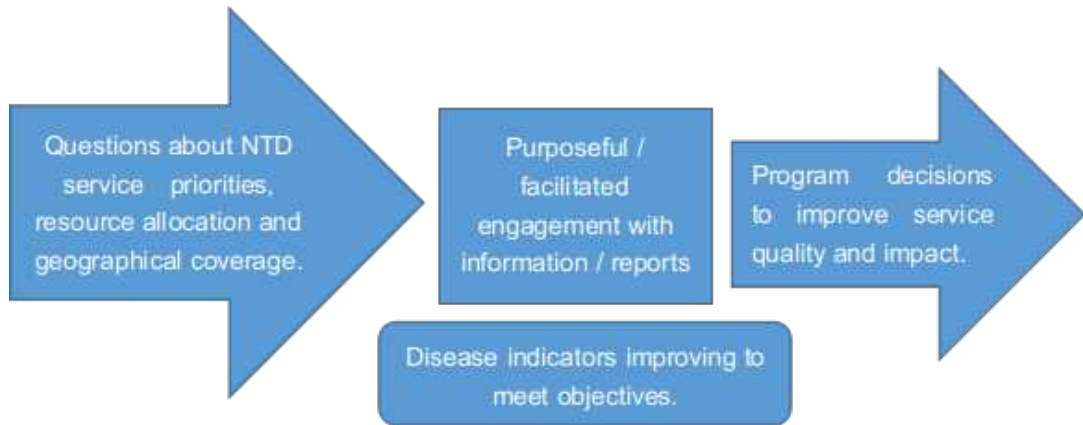 Questions about NTD
service priorities,
resource allocation and
geographical coverage.
Purposeful /
facilitated
engagement with
information / reports
Program decisions
to improve service
quality and impact.
Disease indicators improving to
meet objectives.